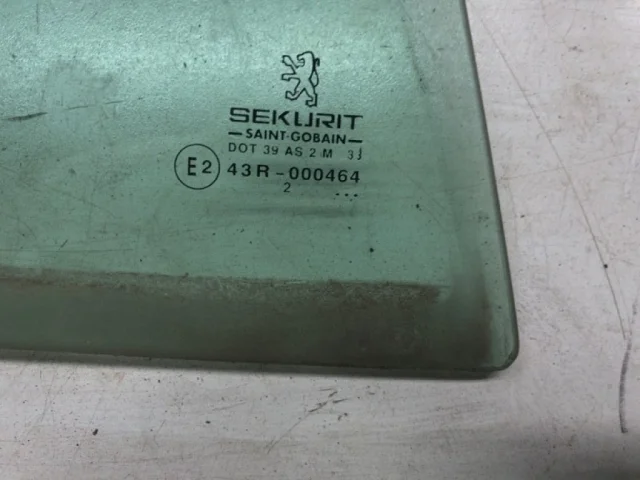 SEKURIT
SAINT-GOBAIN
DOT 39 AS 2 M
E2 43R-000464
2 ...